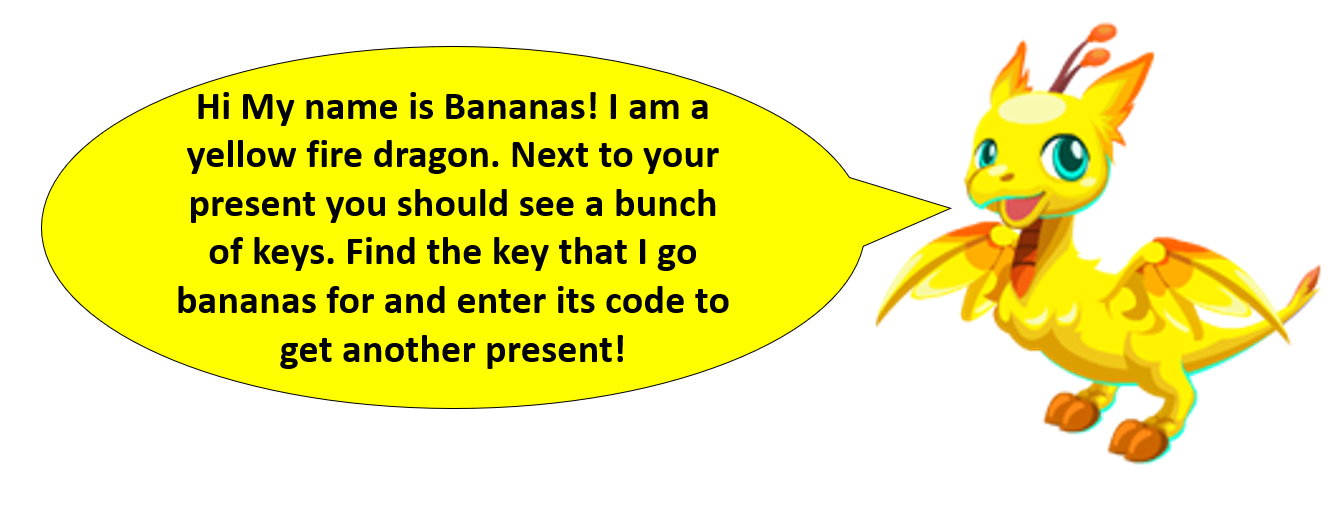 Hi My name is Bananas! I am a
yellow fire dragon. Next to your
present you should see a bunch
of keys. Find the key that I go
bananas for and enter its code to
get another present!